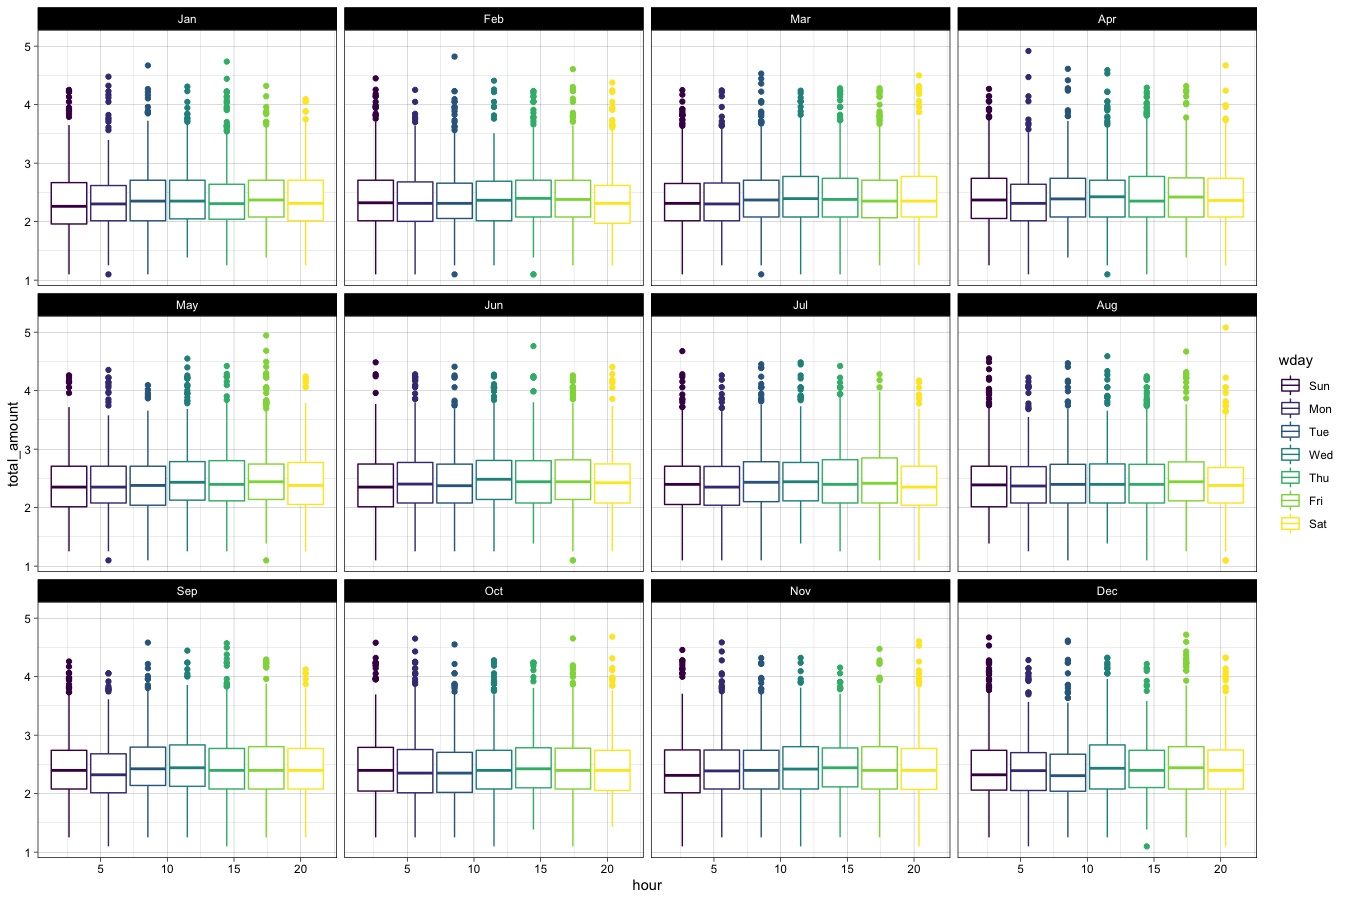 Jan Feb Mar Apr
5
4
3
2
1
May Jun Jul Aug
5
4
3
2
1
Sep Oct Nov Dec
5
4
3
2
1
5 10 15 20 5 10 15 20 5 10 15 20 5 10 15 20
hour
total_amount
wday
Sun
Mon
Tue
Wed
Thu
Fri
Sat